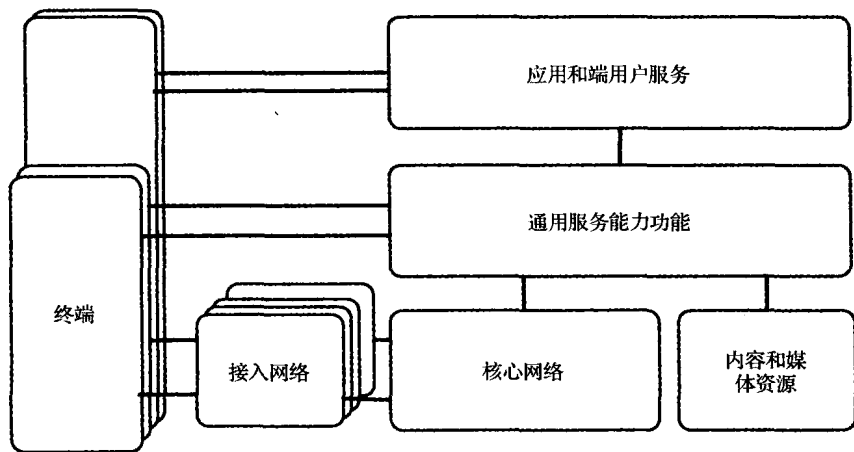 应用和端用户服务
通用服务能力功能
终端
接入网络
核心网络
内容和媒
体资源